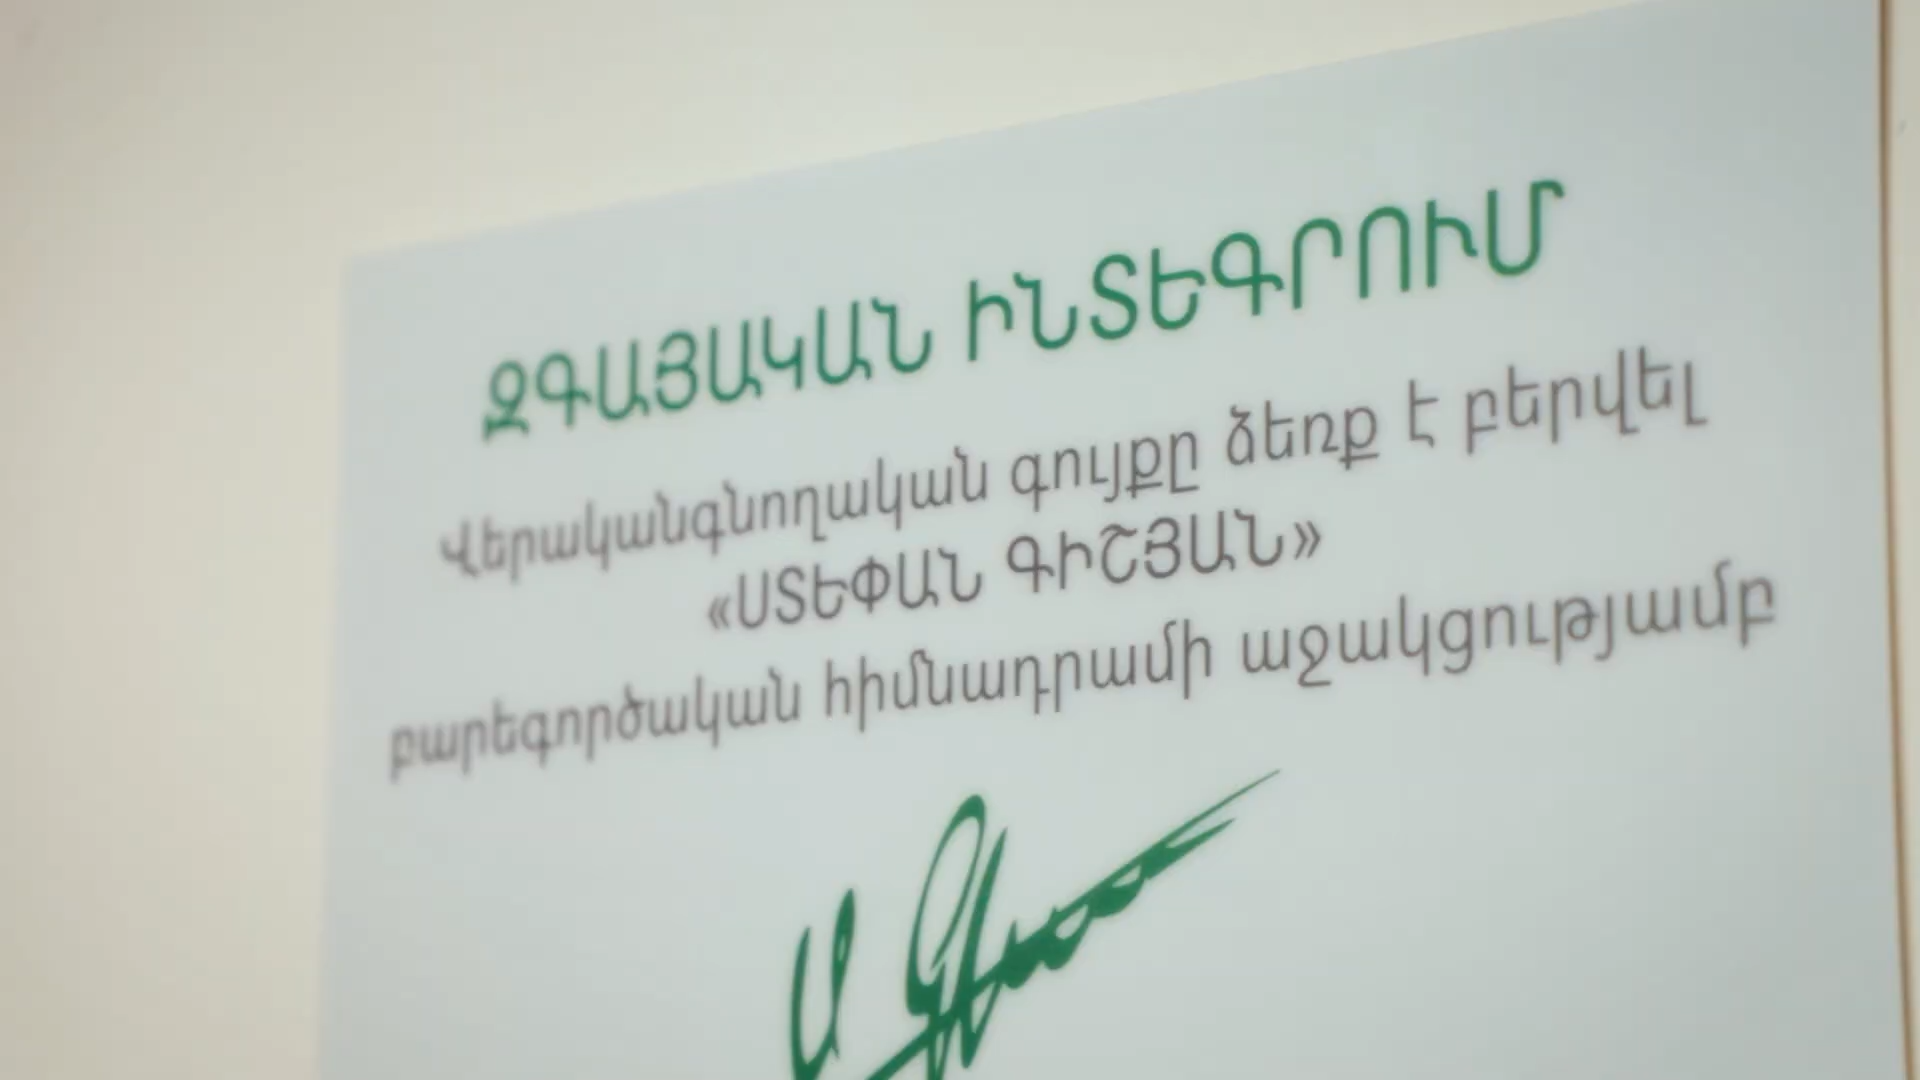 ԶԳԱՅԱԿԱՆ ԻՆՏԵԳՐՈՒՄ
Վերականգնողական գույքը ձեռք է բերվել
«ՍՏԵՓԱՆ ԳԻՇՅԱՆ»
բարեգործական հիմնադրամի աջակցությամբ